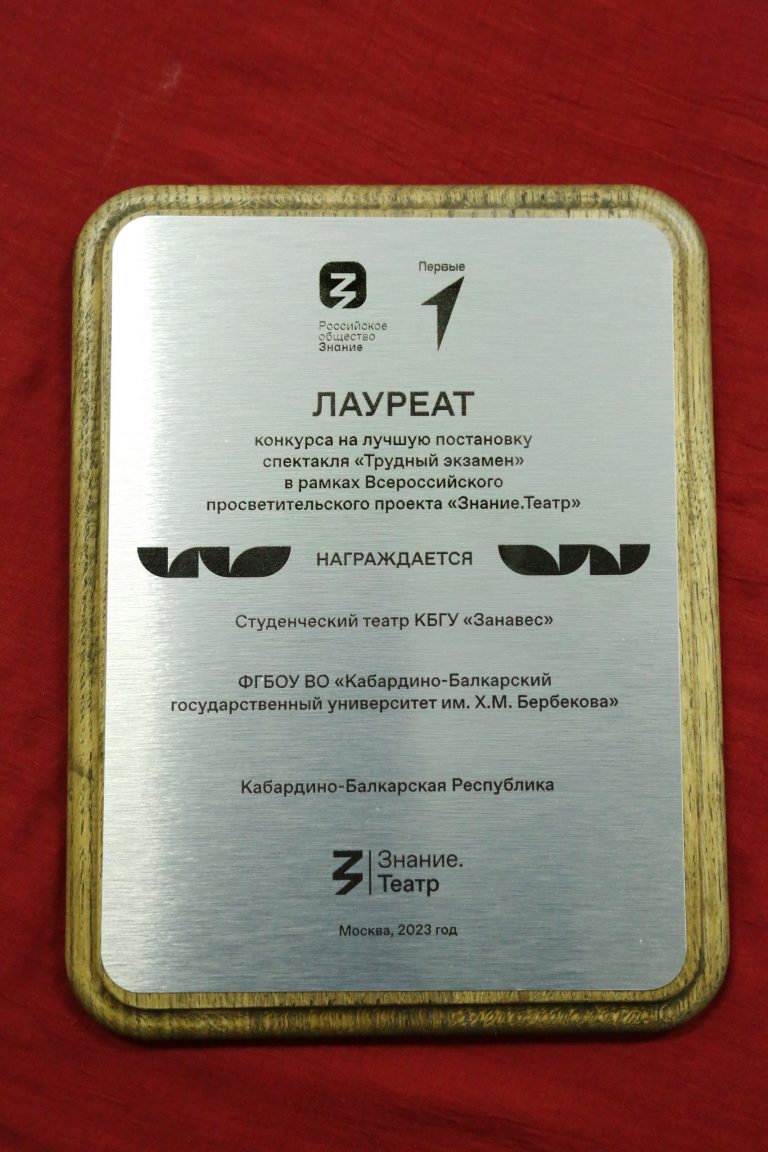 Российское
общество
Знание
Первые
ЛАУРЕАТ
конкурса на лучшую постановку
спектакля «Трудный экзамен»
в рамках Всероссийского
просветительского проекта «Знание.Театр»
НАГРАЖДАЕТСЯ
Студенческий театр КБГУ «Занавес»
ФГБОУ ВО «Кабардино-Балкарский
государственный университет им. Х.М. Бербекова»
Кабардино-Балкарская Республика
Знание.
Театр
Москва, 2023 год